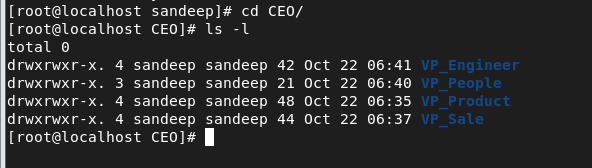 [root@localhost sandeep]# cd CEO/
[root@localhost CEO]# ls -l
total 0
drwxrwxr-x. 4 sandeep sandeep 42 Oct 22 06:41 VP_Engineer
drwxrwxr-x. 3 sandeep sandeep 21 Oct 22 06:40 VP_People
drwxrwxr-x. 4 sandeep sandeep 48 Oct 22 06:35 VP_Product
drwxrwxr-x. 4 sandeep sandeep 44 Oct 22 06:37 VP_Sale
[root@localhost CEO]#